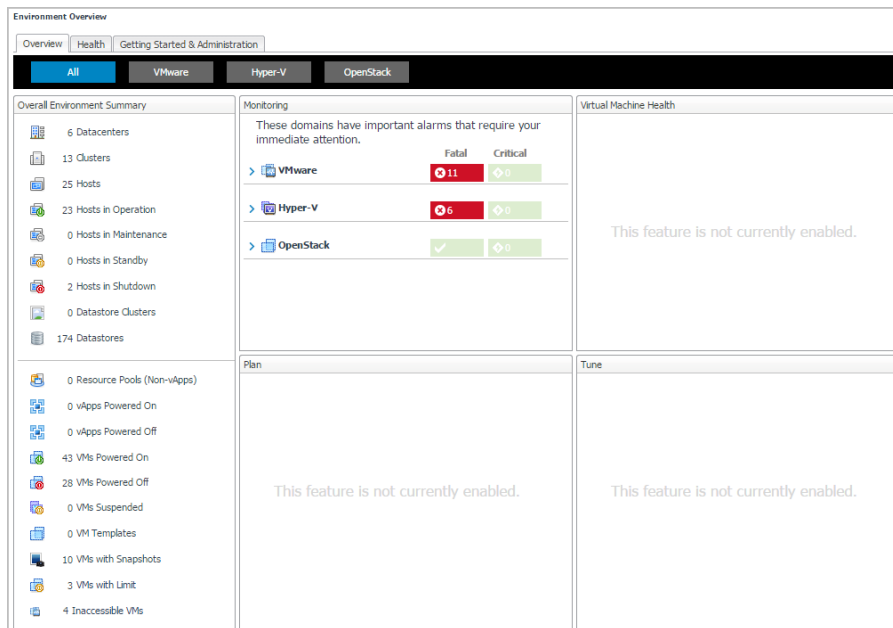 Environment Overview
Overview Health Getting Started & Administration
All VMware Hyper-V OpenStack
Overall Environment Summary
6 Datacenters
13 Clusters
25 Hosts
23 Hosts in Operation
0 Hosts in Maintenance
0 Hosts in Standby
2 Hosts in Shutdown
0 Datastore Clusters
174 Datastores
0 Resource Pools (Non-vApps)
0 vApps Powered On
0 vApps Powered Off
43 VMs Powered On
28 VMs Powered Off
0 VMs Suspended
0 VM Templates
10 VMs with Snapshots
3 VMs with Limit
4 Inaccessible VMs
Monitoring
These domains have important alarms that require your
immediate attention.
Fatal Critical
VMware 11 0
Hyper-V 6 0
OpenStack 0
Virtual Machine Health
This feature is not currently enabled.
Plan
This feature is not currently enabled.
Tune
This feature is not currently enabled.